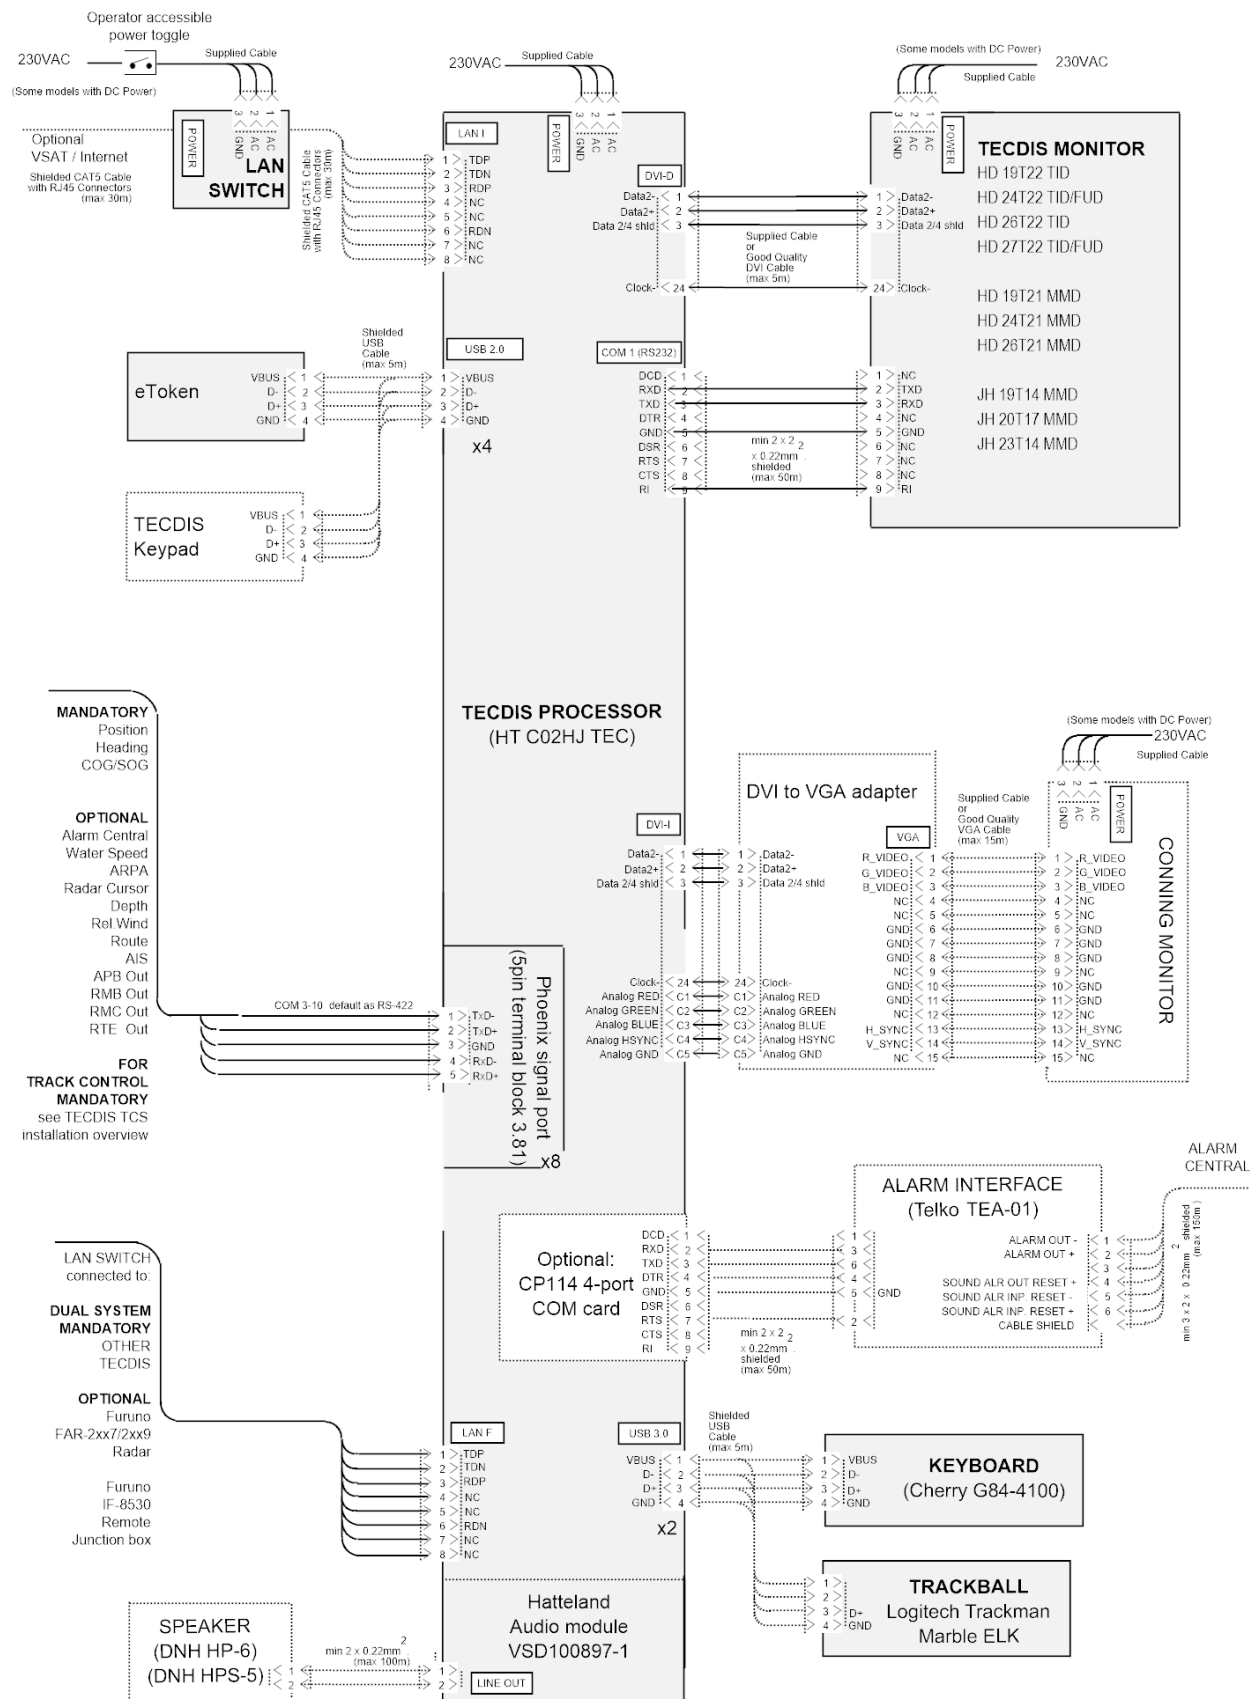 Operator accessible
power toggle
230VAC
Supplied Cable
(Some models with DC Power)
3 2 1
GND AC AC
POWER
LAN
SWITCH
Optional
VSAT / Internet
Shielded CAT5 Cable
with RJ45 Connectors
(max 30m)
Shielded CAT5 Cable
with RJ45 Connectors
(max 30m)
230VAC
Supplied Cable
POWER
3 2 1
GND AC AC
LAN I
1 TDP
2 TDN
3 RDP
4 NC
5 NC
6 RDN
7 NC
8 NC
DVI-D
Data2- 1
Data2+ 2
Data 2/4 shld 3
Clock- 24
Supplied Cable
or
Good Quality
DVI Cable
(max 5m)
(Some models with DC Power)
Supplied Cable
230VAC
3 2 1
GND AC AC
POWER
1 Data2-
2 Data2+
3 Data 2/4 shld
24 Clock-
TECDIS MONITOR
HD 19T22 TID
HD 24T22 TID/FUD
HD 26T22 TID
HD 27T22 TID/FUD
HD 19T21 MMD
HD 24T21 MMD
HD 26T21 MMD
JH 19T14 MMD
JH 20T17 MMD
JH 23T14 MMD
eToken
VBUS 1
D- 2
D+ 3
GND 4
Shielded
USB
Cable
(max 5m)
USB 2.0
1 VBUS
2 D-
3 D+
4 GND
x4
TECDIS
Keypad
VBUS 1
D- 2
D+ 3
GND 4
COM 1 (RS232)
DCD 1
RXD 2
TXD 3
DTR 4
GND 5
DSR 6
RTS 7
CTS 8
RI 9
min 2 x 2 2
x 0.22mm .
shielded
(max 50m)
1 NC
2 TXD
3 RXD
4 NC
5 GND
6 NC
7 NC
8 NC
9 RI
TECDIS PROCESSOR
(HT C02HJ TEC)
MANDATORY
Position
Heading
COG/SOG
OPTIONAL
Alarm Central
Water Speed
ARPA
Radar Cursor
Depth
Rel.Wind
Route
AIS
APB Out
RMB Out
RMC Out
RTE Out
FOR
TRACK CONTROL
MANDATORY
see TECDIS TCS
installation overview
COM 3-10 default as RS-422
1 TxD-
2 TxD+
3 GND
4 RxD-
5 RxD+
Phoenix signal port
(5pin terminal block 3.81)
x8
DVI-I
Data2- 1
Data2+ 2
Data 2/4 shld 3
Clock- 24
Analog RED C1
Analog GREEN C2
Analog BLUE C3
Analog HSYNC C4
Analog GND C5
DVI to VGA adapter
1 Data2-
2 Data2+
3 Data 2/4 shld
24 Clock-
C1 Analog RED
C2 Analog GREEN
C3 Analog BLUE
C4 Analog HSYNC
C5 Analog GND
VGA
R_VIDEO 1
G_VIDEO 2
B_VIDEO 3
NC 4
NC 5
GND 6
GND 7
GND 8
NC 9
GND 10
GND 11
NC 12
H_SYNC 13
V_SYNC 14
NC 15
Supplied Cable
or
Good Quality
VGA Cable
(max 15m)
(Some models with DC Power)
230VAC
Supplied Cable
3 2 1
GND AC AC
POWER
1 R_VIDEO
2 G_VIDEO
3 B_VIDEO
4 NC
5 NC
6 GND
7 GND
8 GND
9 NC
10 GND
11 GND
12 NC
13 H_SYNC
14 V_SYNC
15 NC
CONNING MONITOR
Optional:
CP114 4-port
COM card
DCD 1
RXD 2
TXD 3
DTR 4
GND 5
DSR 6
RTS 7
CTS 8
RI 9
min 2 x 2 2
x 0.22mm .
shielded
(max 50m)
ALARM INTERFACE
(Telko TEA-01)
1
3
6
4
5 GND
2
ALARM OUT - 1
ALARM OUT + 2
3
SOUND ALR OUT RESET + 4
SOUND ALR INP. RESET - 5
SOUND ALR INP. RESET + 6
CABLE SHIELD
ALARM
CENTRAL
min 3 x 2 x 0.22mm 2 shielded
(max 150m)
LAN SWITCH
connected to:
DUAL SYSTEM
MANDATORY
OTHER
TECDIS
OPTIONAL
Furuno
FAR-2xx7/2xx9
Radar
Furuno
IF-8530
Remote
Junction box
LAN F
1 TDP
2 TDN
3 RDP
4 NC
5 NC
6 RDN
7 NC
8 NC
USB 3.0
VBUS 1
D- 2
D+ 3
GND 4
x2
Shielded
USB
Cable
(max 5m)
1 VBUS
2 D-
3 D+
4 GND
KEYBOARD
(Cherry G84-4100)
1
2
3 D+
4 GND
TRACKBALL
Logitech Trackman
Marble ELK
SPEAKER
(DNH HP-6)
(DNH HPS-5)
1
2
min 2 x 0.22mm 2
(max 100m)
1
2
LINE OUT
Hatteland
Audio module
VSD100897-1